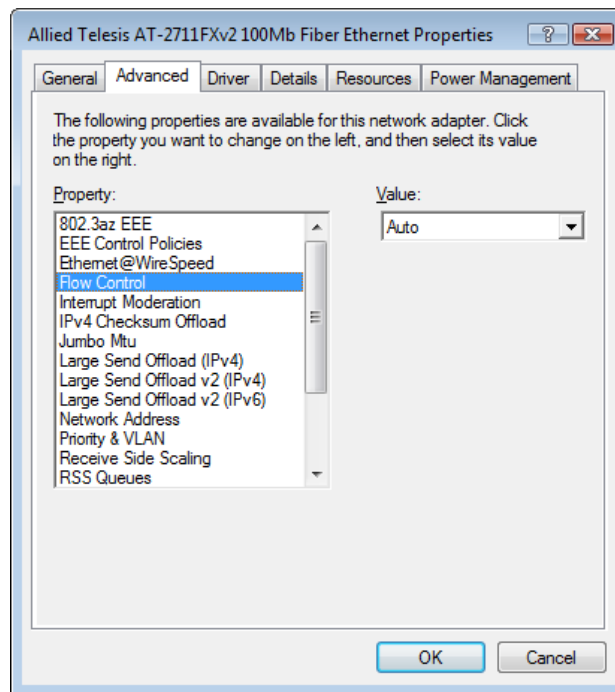 Allied Telesis AT-2711FXv2 100Mb Fiber Ethernet Properties
General Advanced Driver Details Resources Power Management
The following properties are available for this network adapter. Click
the property you want to change on the left, and then select its value
on the right.
Property:
Value:
802.3az EEE
EEE Control Policies
Ethernet@WireSpeed
Flow Control
Interrupt Moderation
IPv4 Checksum Offload
Jumbo Mtu
Large Send Offload (IPv4)
Large Send Offload v2 (IPv4)
Large Send Offload v2 (IPv6)
Network Address
Priority & VLAN
Receive Side Scaling
RSS Queues
Auto
OK Cancel